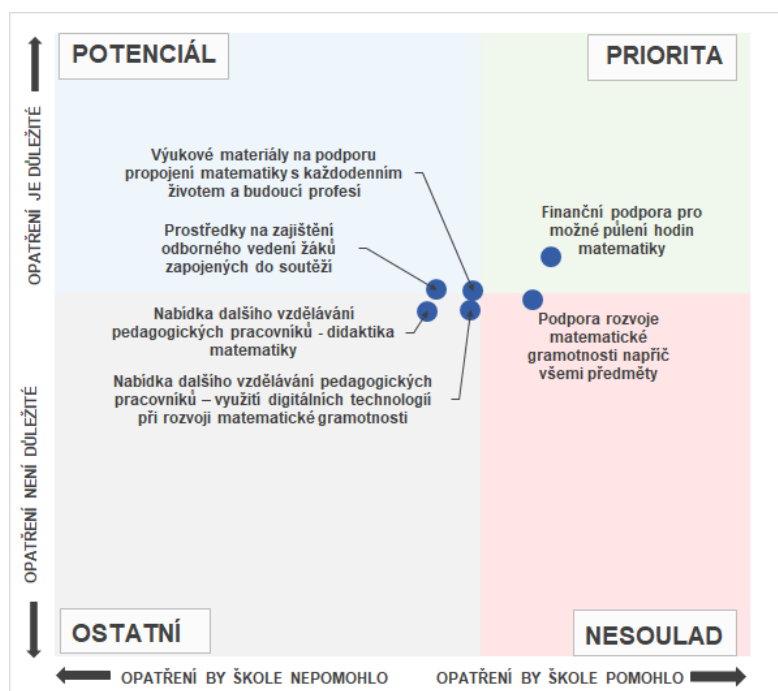 POTENCIÁL
PRIORITA
OPATŘENÍ JE DŮLEŽITÉ
Výukové materiály na podporu
propojení matematiky s každodenním
životem a budoucí profesí
Finanční podpora pro
možné půlení hodin
matematiky
Prostředky na zajištění
odborného vedení žáků
zapojených do soutěží
Nabídka dalšího vzdělávání
pedagogických pracovníků - didaktika
matematiky
Podpora rozvoje
matematické
gramotnosti napříč
všemi předměty
Nabídka dalšího vzdělávání pedagogických
pracovníků – využití digitálních technologií
při rozvoji matematické gramotnosti
OPATŘENÍ NENÍ DŮLEŽITÉ
OSTATNÍ
NESOULAD
OPATŘENÍ BY ŠKOLE NEPOMOHLO
OPATŘENÍ BY ŠKOLE POMOHLO